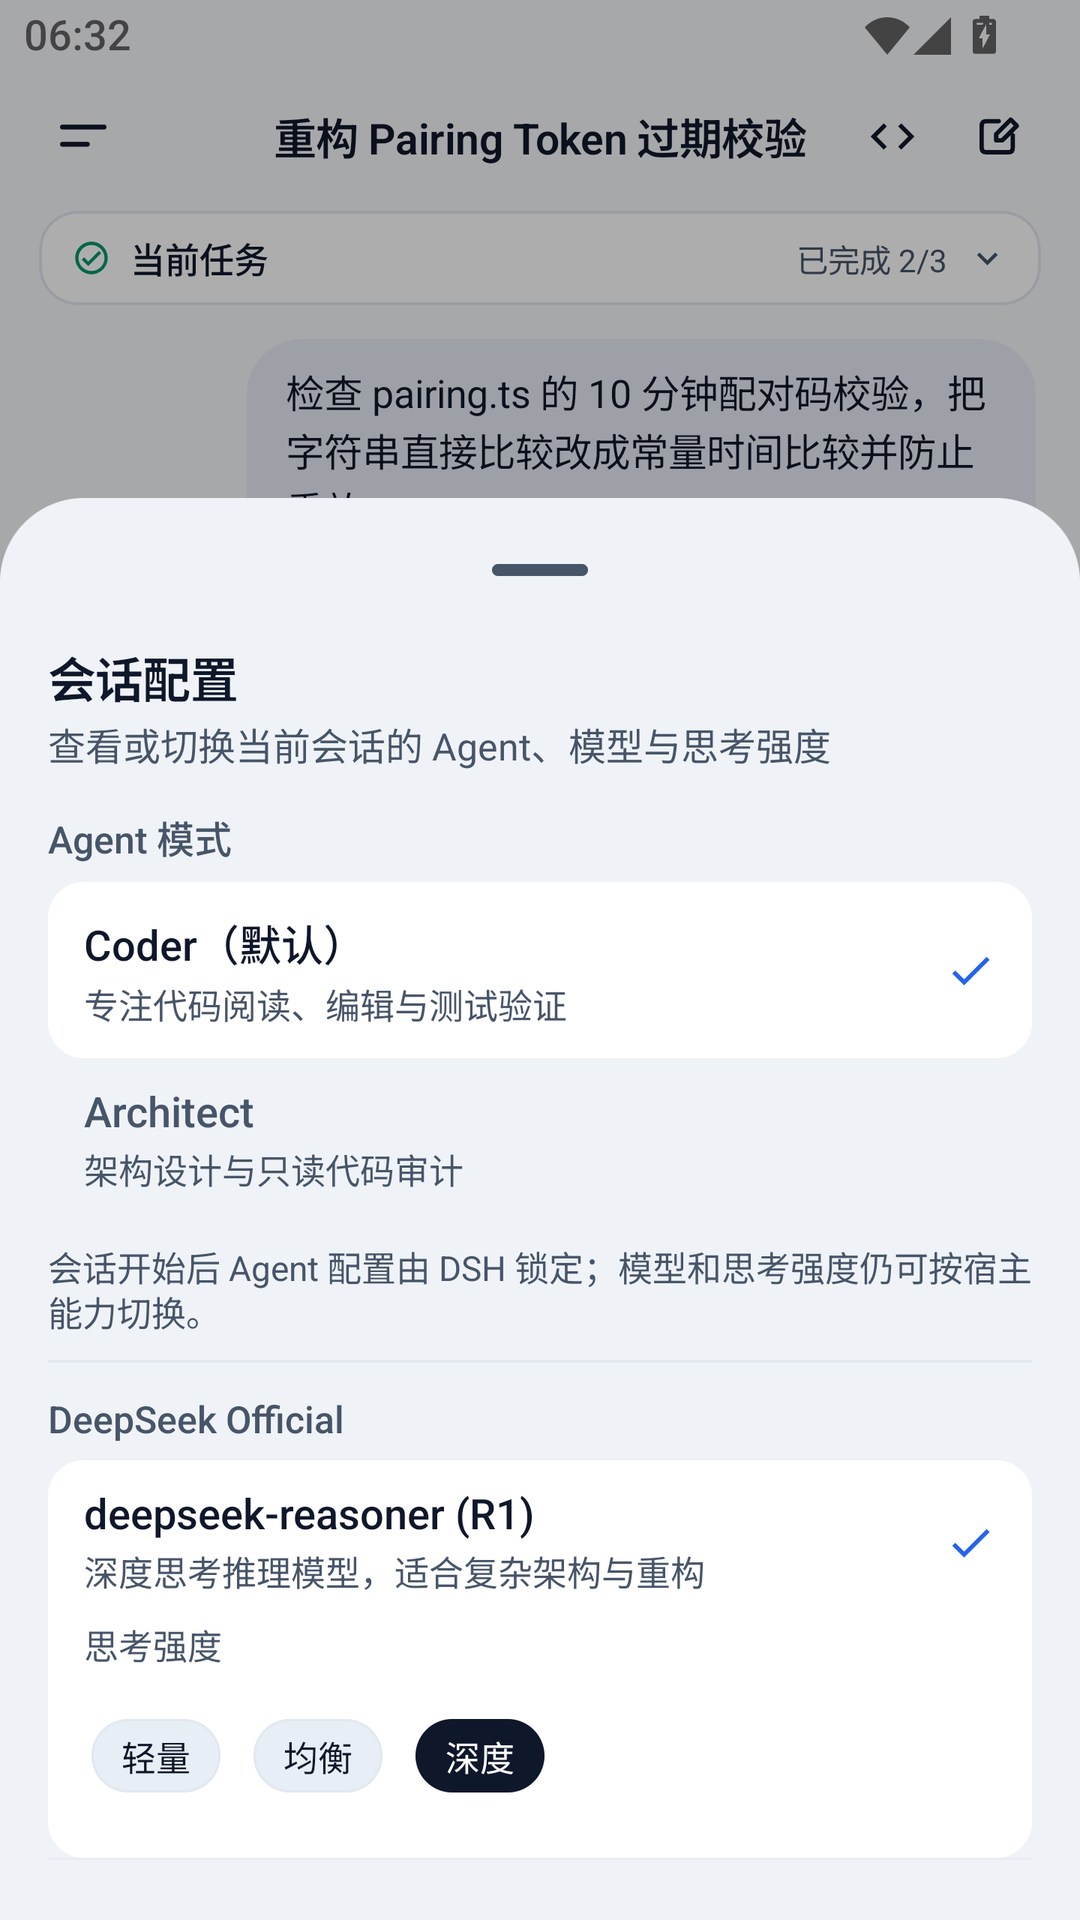 06:32
重构 Pairing Token 过期校验
当前任务
已完成 2/3
检查 pairing.ts 的 10 分钟配对码校验，把
字符串直接比较改成常量时间比较并防止
会话配置
查看或切换当前会话的 Agent、模型与思考强度
Agent 模式
Coder（默认）
专注代码阅读、编辑与测试验证
Architect
架构设计与只读代码审计
会话开始后 Agent 配置由 DSH 锁定；模型和思考强度仍可按宿主
能力切换。
DeepSeek Official
deepseek-reasoner (R1)
深度思考推理模型，适合复杂架构与重构
思考强度
轻量
均衡
深度